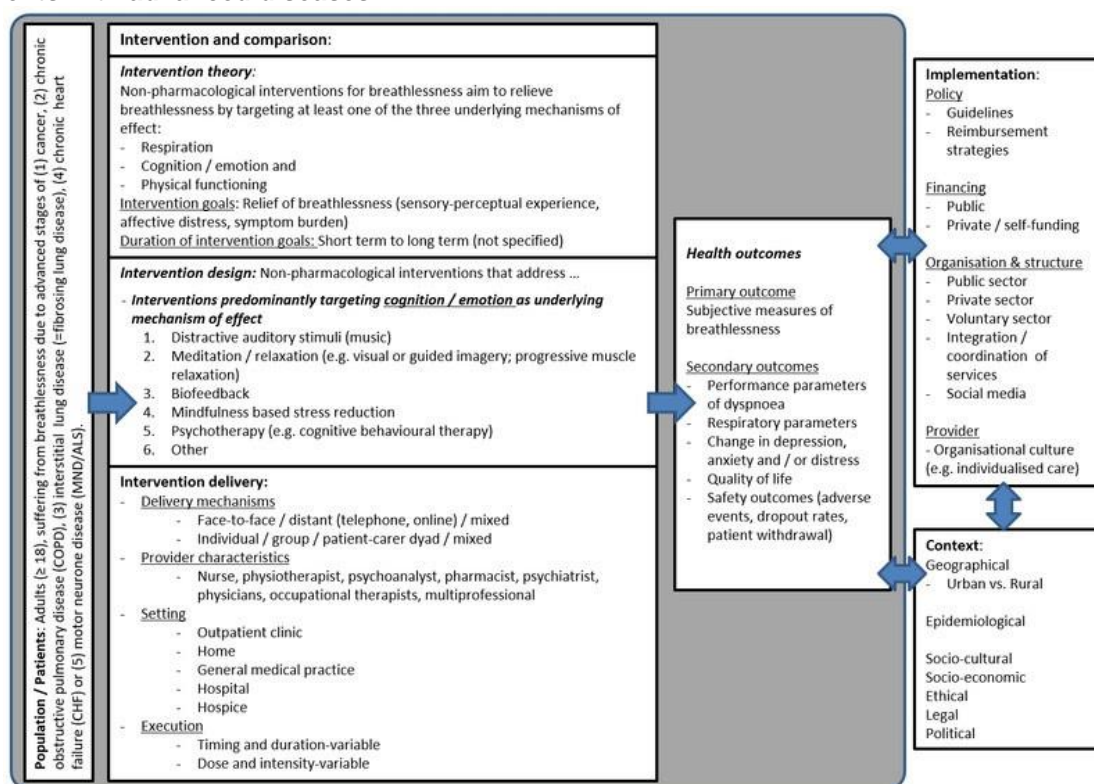 Population / Patients: Adults (≥ 18), suffering from breathlessness due to advanced stages of (1) cancer, (2) chronic
obstructive pulmonary disease (COPD), (3) interstitial lung disease (=fibrosing lung disease), (4) chronic heart
failure (CHF) or (5) motor neurone disease (MND/ALS).
Intervention and comparison:
Intervention theory:
Non-pharmacological interventions for breathlessness aim to relieve
breathlessness by targeting at least one of the three underlying mechanisms of
effect:
- Respiration
- Cognition / emotion and
- Physical functioning
Intervention goals: Relief of breathlessness (sensory-perceptual experience,
affective distress, symptom burden)
Duration of intervention goals: Short term to long term (not specified)
Intervention design: Non-pharmacological interventions that address ...
- Interventions predominantly targeting cognition / emotion as underlying
mechanism of effect
1. Distractive auditory stimuli (music)
2. Meditation / relaxation (e.g. visual or guided imagery; progressive muscle
relaxation)
3. Biofeedback
4. Mindfulness based stress reduction
5. Psychotherapy (e.g. cognitive behavioural therapy)
6. Other
Intervention delivery:
- Delivery mechanisms
- Face-to-face / distant (telephone, online) / mixed
- Individual / group / patient-carer dyad / mixed
- Provider characteristics
- Nurse, physiotherapist, psychoanalyst, pharmacist, psychiatrist,
physicians, occupational therapists, multiprofessional
- Setting
- Outpatient clinic
- Home
- General medical practice
- Hospital
- Hospice
- Execution
- Timing and duration-variable
- Dose and intensity-variable
Health outcomes
Primary outcome
Subjective measures of
breathlessness
Secondary outcomes
- Performance parameters
of dyspnoea
- Respiratory parameters
- Change in depression,
anxiety and / or distress
- Quality of life
- Safety outcomes (adverse
events, dropout rates,
patient withdrawal)
Implementation:
Policy
- Guidelines
- Reimbursement
strategies
Financing
- Public
- Private / self-funding
Organisation & structure
- Public sector
- Private sector
- Voluntary sector
- Integration /
coordination of
services
- Social media
Provider
- Organisational culture
(e.g. individualised care)
Context:
Geographical
- Urban vs. Rural
Epidemiological
Socio-cultural
Socio-economic
Ethical
Legal
Political